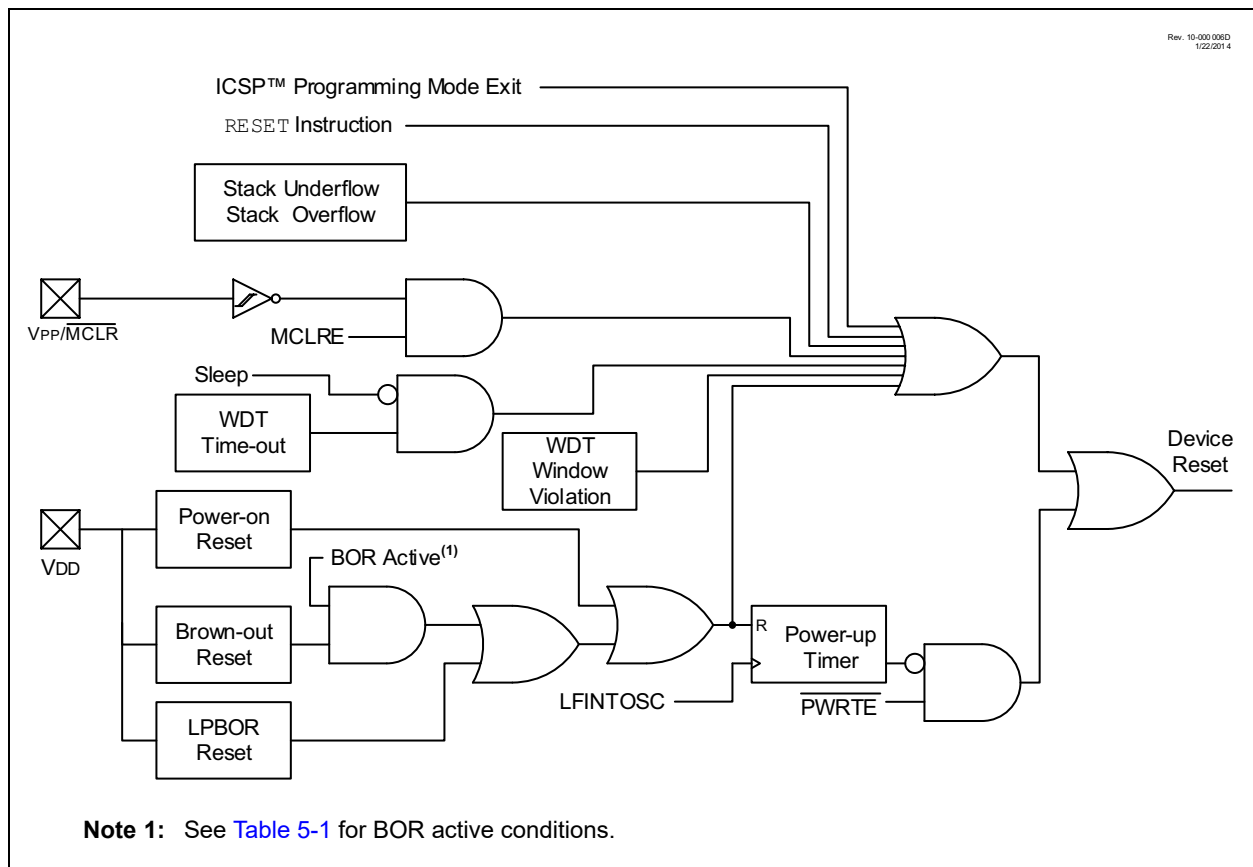 Rev. 10-000 006D
1/22/201 4
ICSP™ Programming Mode Exit
RESET Instruction
Stack Underflow
Stack Overflow
VPP/MCLR
MCLRE
Sleep
WDT
Time-out
WDT
Window
Violation
Device
Reset
VDD
Power-on
Reset
BOR Active(1)
Brown-out
Reset
R
Power-up
Timer
LFINTOSC
PWRTE
LPBOR
Reset
Note 1: See Table 5-1 for BOR active conditions.